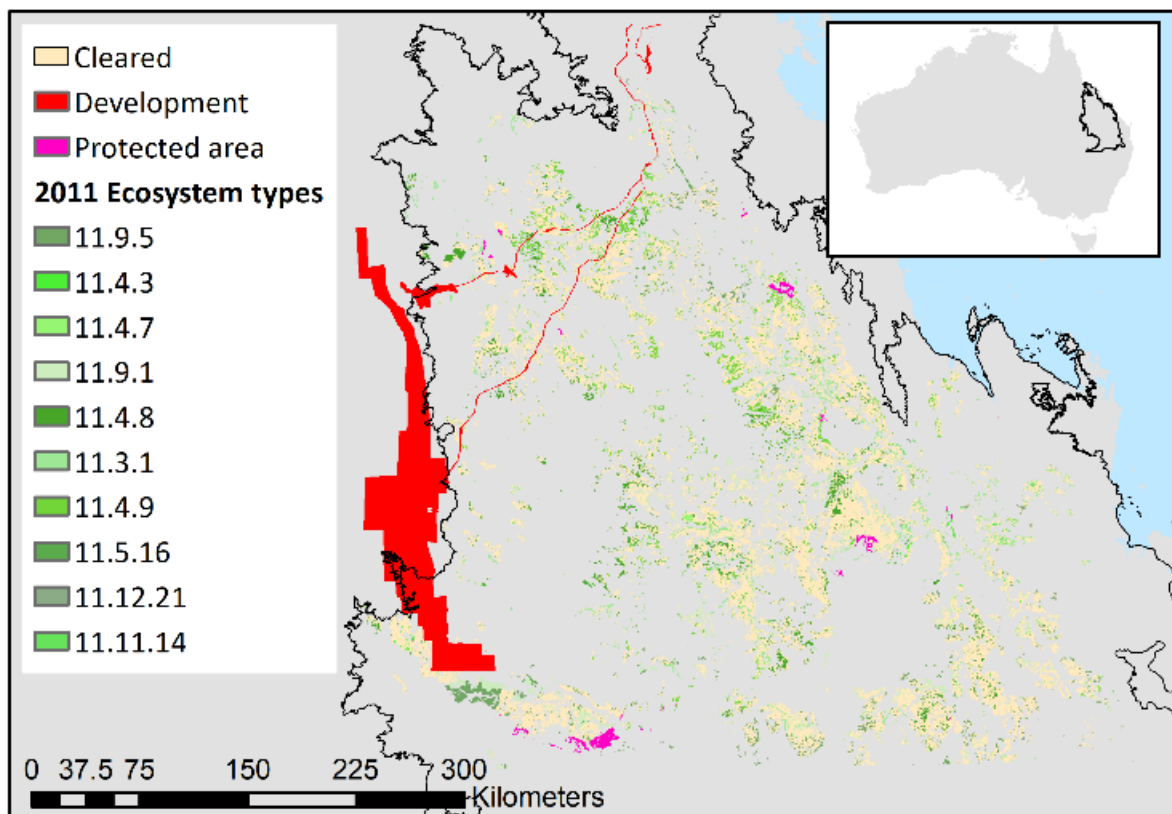 Cleared
Development
Protected area
2011 Ecosystem types
11.9.5
11.4.3
11.4.7
11.9.1
11.4.8
11.3.1
11.4.9
11.5.16
11.12.21
11.11.14
0 37.5 75 150 225 300
Kilometers